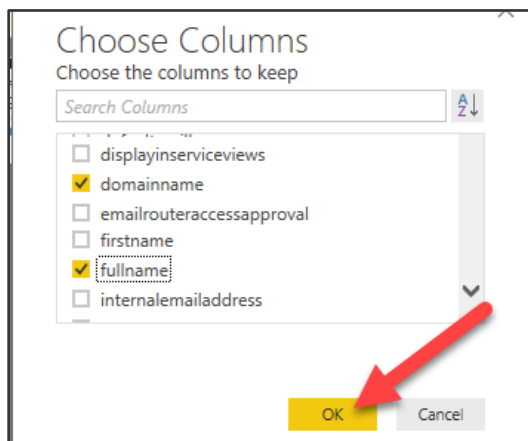 Choose Columns
Choose the columns to keep
Search Columns
A
Z
displayinserviceviews
domainname
emailrouteraccessapproval
firstname
fullname
internalemailaddress
OK
Cancel